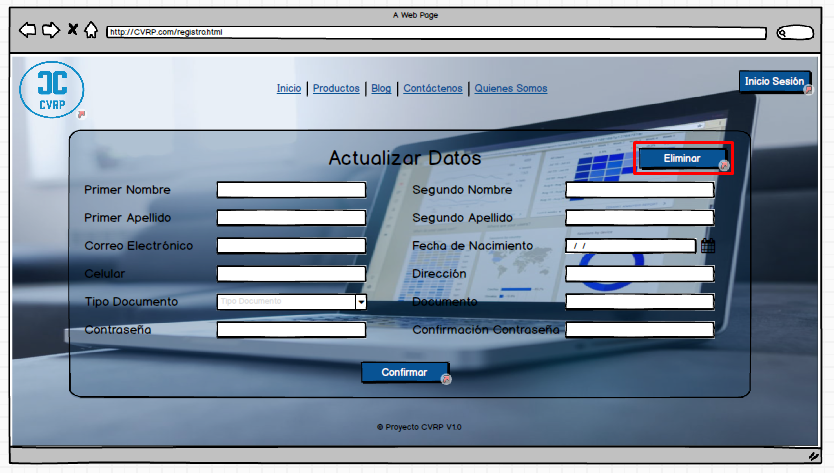 A Web Page
http://CVRP.com/registro.html
CVRP
Inicio | Productos | Blog | Contáctenos | Quienes Somos
Inicio Sesión
Actualizar Datos
Eliminar
Primer Nombre
Segundo Nombre
Primer Apellido
Segundo Apellido
Correo Electrónico
Fecha de Nacimiento
/ /
Celular
Dirección
Tipo Documento
Tipo Documento
Documento
Contraseña
Confirmación Contraseña
Confirmar
© Proyecto CVRP V1.0